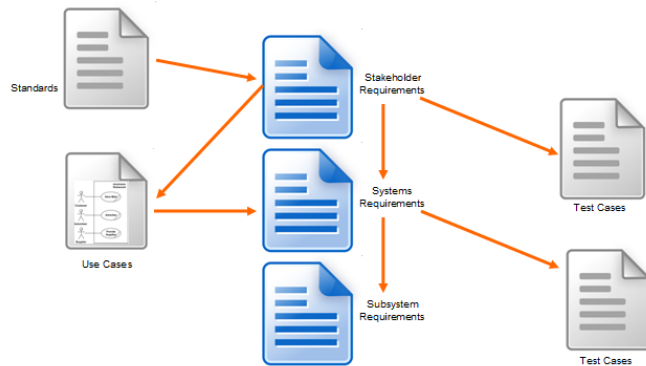 Standards
Stakeholder
Requirements
Systems
Requirements
Test Cases
Use Cases
Subsystem
Requirements
Test Cases